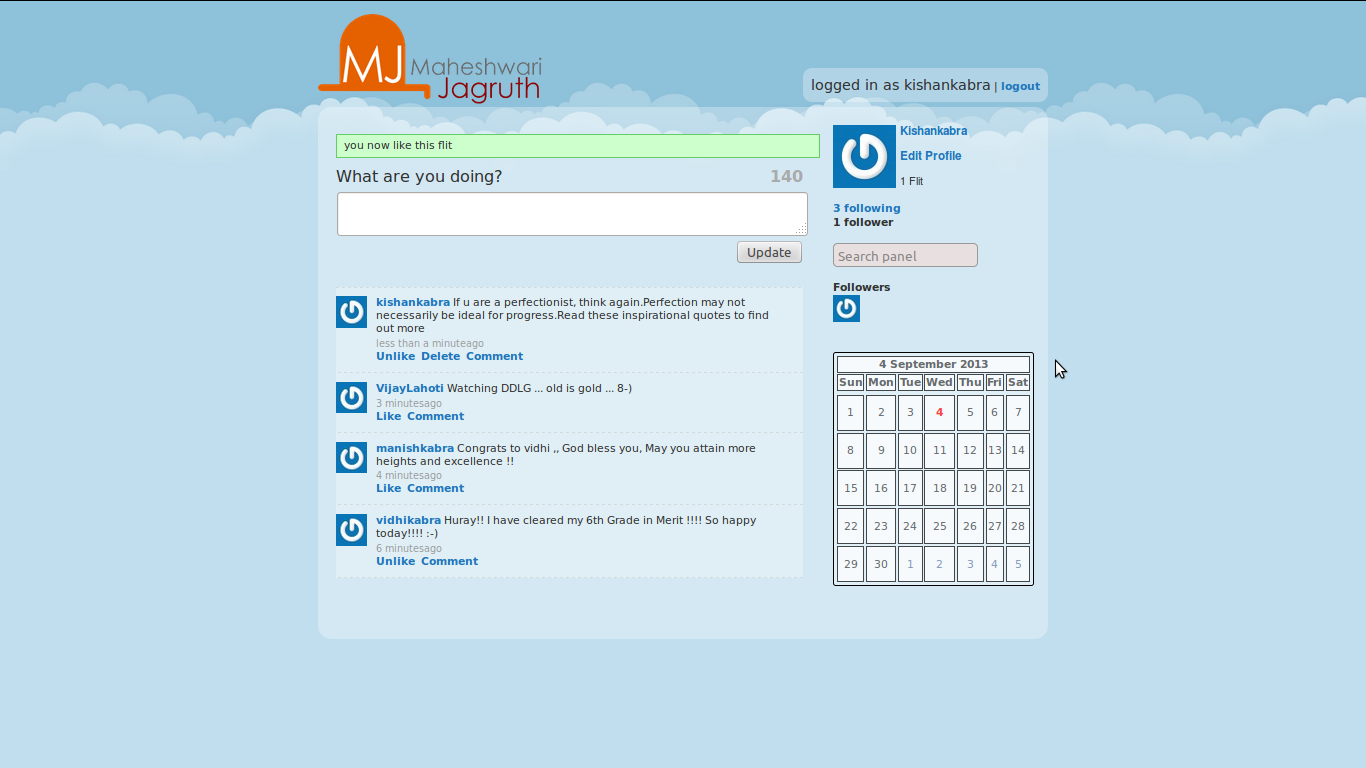 MJ Maheshwari
Jagruth
logged in as kishankabra | logout
you now like this flit
What are you doing? 140
Update
kishankabra If u are a perfectionist, think again.Perfection may not
necessarily be ideal for progress.Read these inspirational quotes to find
out more
less than a minuteago
Unlike Delete Comment
VijayLahoti Watching DDLG ... old is gold ... 8-)
3 minutesago
Like Comment
manishkabra Congrats to vidhi ,, God bless you, May you attain more
heights and excellence !!
4 minutesago
Like Comment
vidhikabra Huray!! I have cleared my 6th Grade in Merit !!!! So happy
today!!!! :-)
6 minutesago
Unlike Comment
Kishankabra
Edit Profile
1 Flit
3 following
1 follower
Search panel
Followers
4 September 2013
Sun Mon Tue Wed Thu Fri Sat
1 2 3 4 5 6 7
8 9 10 11 12 13 14
15 16 17 18 19 20 21
22 23 24 25 26 27 28
29 30 1 2 3 4 5